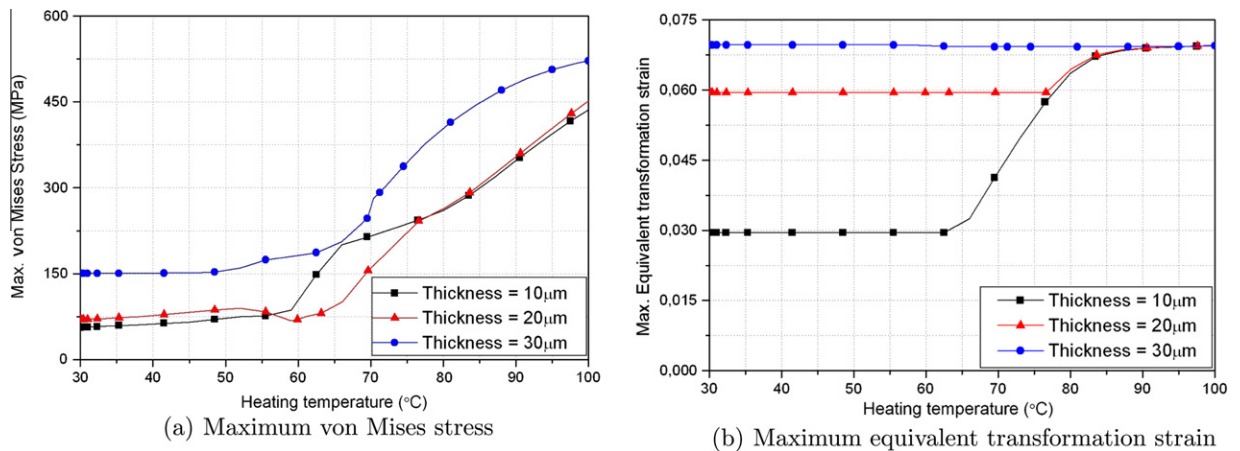 600
450
300
150
0
Max. von Mises Stress (MPa)
30 40 50 60 70 80 90 100
Heating temperature (°C)
Thickness = 10μm
Thickness = 20μm
Thickness = 30μm
(a) Maximum von Mises stress
0,075
0,060
0,045
0,030
0,015
0,000
Max. Equivalent transformation strain
30 40 50 60 70 80 90 100
Heating temperature (°C)
Thickness = 10μm
Thickness = 20μm
Thickness = 30μm
(b) Maximum equivalent transformation strain